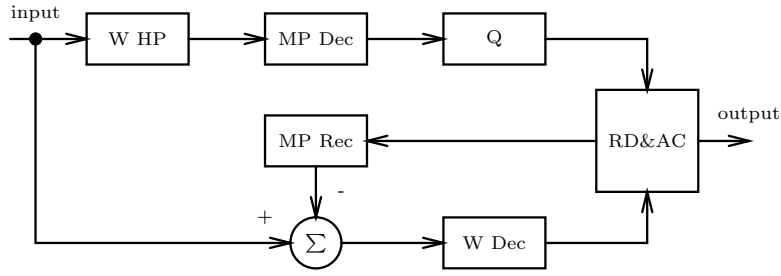 input
W HP
MP Dec
Q
MP Rec
RD&AC
output
-
+
Σ
W Dec